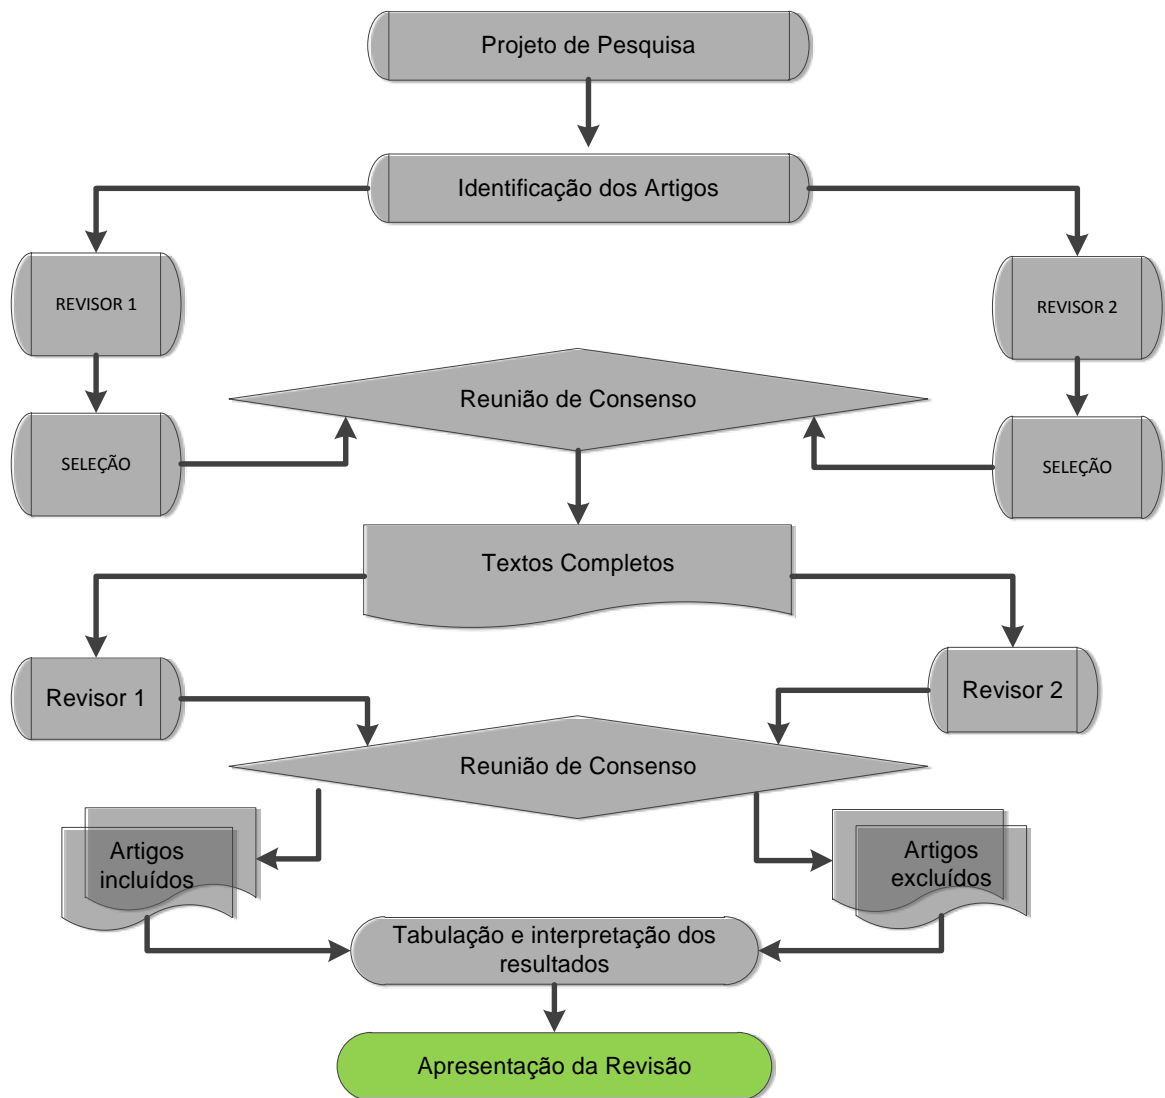 Projeto de Pesquisa
Identificação dos Artigos
REVISOR 1
REVISOR 2
Reunião de Consenso
SELEÇÃO
SELEÇÃO
Textos Completos
Revisor 1
Revisor 2
Reunião de Consenso
Artigos
incluídos
Artigos
excluídos
Tabulação e interpretação dos
resultados
Apresentação da Revisão